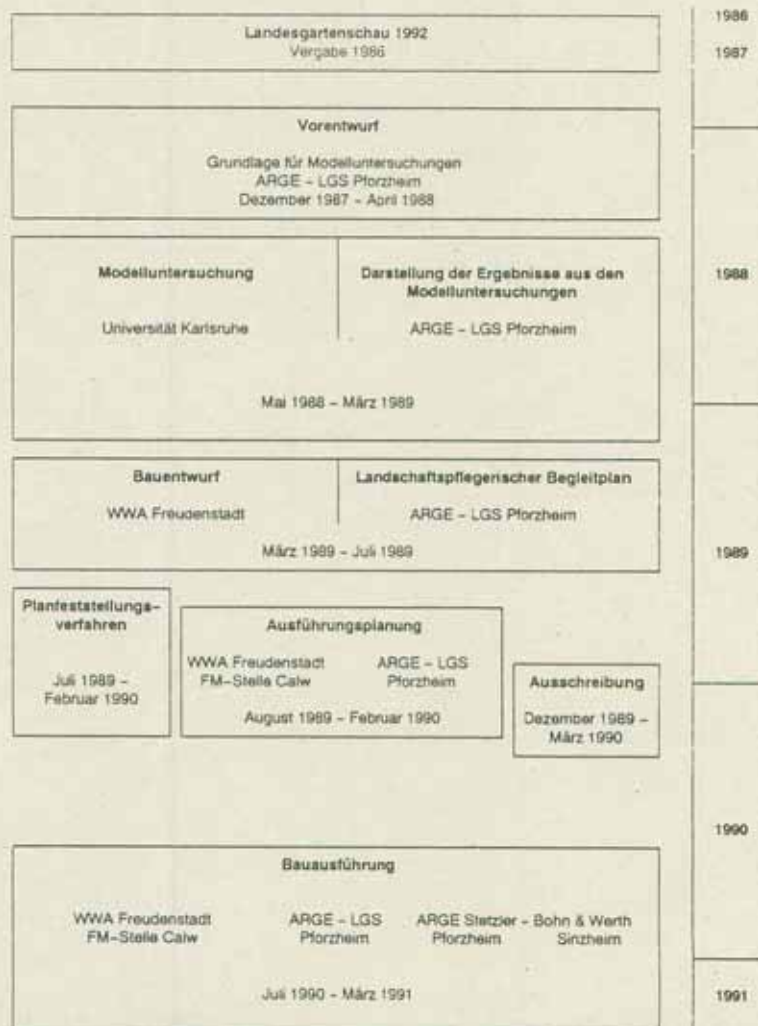 Landesgartenschau 1992
Vergabe 1986
Vorentwurf
Grundlage für Modelluntersuchungen
ARGE – LGS Pforzheim
Dezember 1987 – April 1988
Modelluntersuchung
Universität Karlsruhe
Darstellung der Ergebnisse aus den
Modelluntersuchungen
ARGE – LGS Pforzheim
Mai 1988 – März 1989
Bauentwurf
WWA Freudenstadt
Landschaftspflegerischer Begleitplan
ARGE – LGS Pforzheim
März 1989 – Juli 1989
Planfeststellungs–
verfahren
Juli 1989 –
Februar 1990
Ausführungsplanung
WWA Freudenstadt
FM–Stelle Calw
ARGE – LGS
Pforzheim
August 1989 – Februar 1990
Ausschreibung
Dezember 1989 –
März 1990
Bauausführung
WWA Freudenstadt
FM–Stelle Calw
ARGE – LGS
Pforzheim
ARGE Stetzler – Bohn & Werth
Pforzheim Sinzheim
Juli 1990 – März 1991
1986
1987
1988
1989
1990
1991